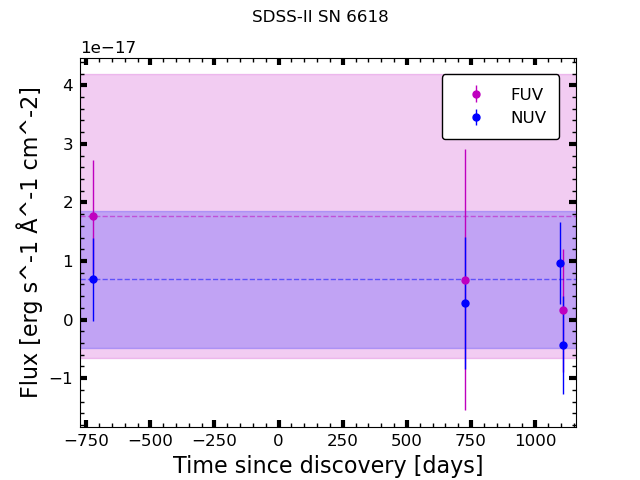 SDSS-II SN 6618
1e−17
FUV
NUV
4
3
2
1
0
−1
Flux [erg s^-1 Å^-1 cm^-2]
−750 −500 −250 0 250 500 750 1000
Time since discovery [days]